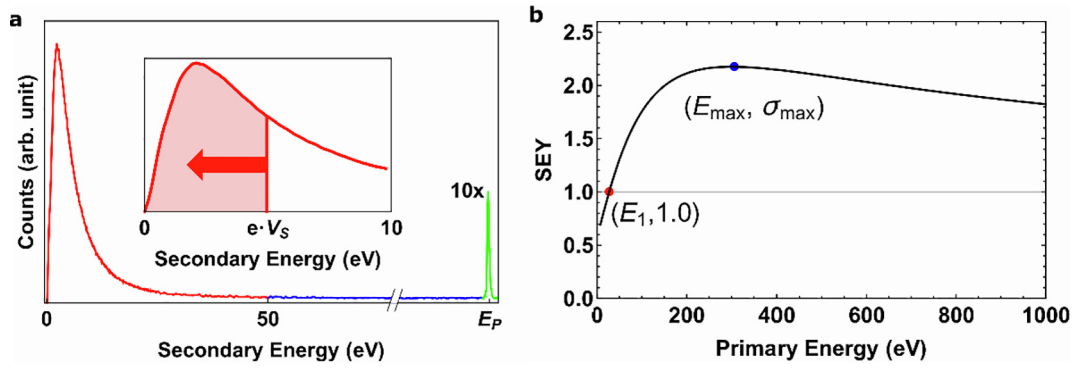 a
Counts (arb. unit)
0
e·V_S
10
Secondary Energy (eV)
10x
0
50
E_P
Secondary Energy (eV)
b
SEY
2.5
2.0
1.5
1.0
0.5
0.0
(E_max, σ_max)
(E_1,1.0)
0
200
400
600
800
1000
Primary Energy (eV)